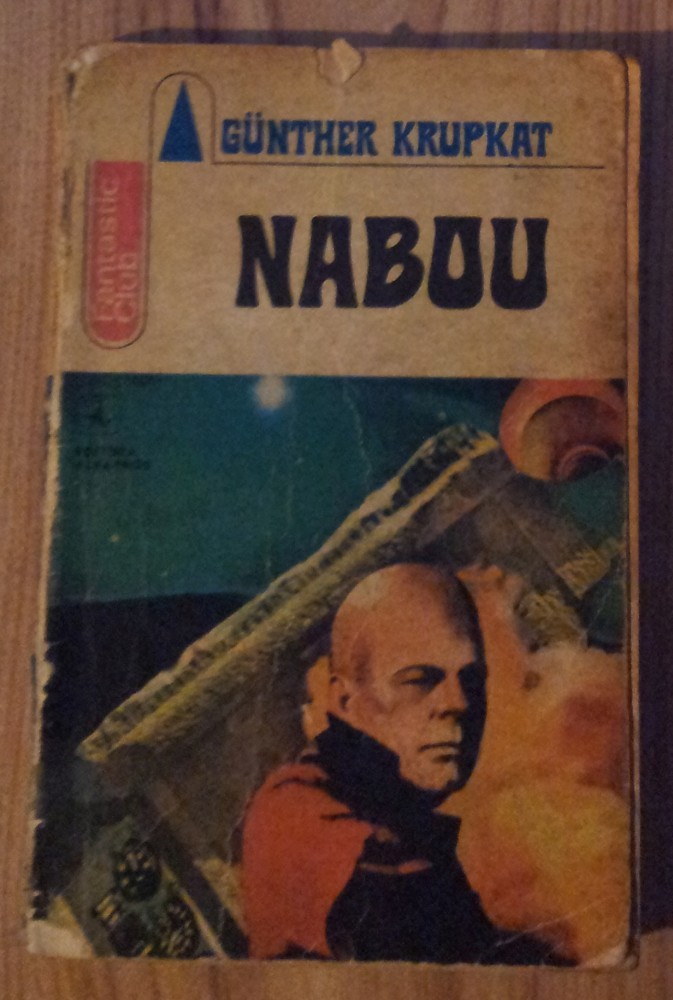 GÜNTHER KRUPKAT
NABOU
Fantastic
Club
EDITURA
ALBATROS